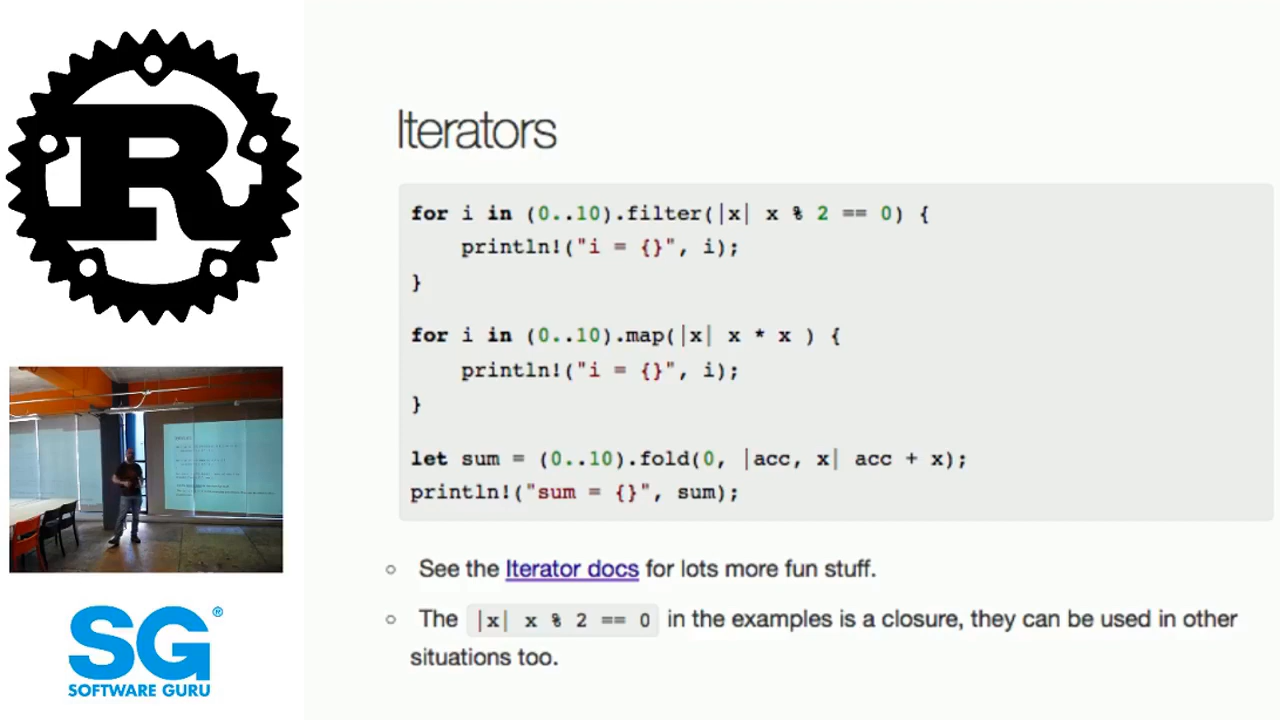 R
Iterators
for i in (0..10).filter(|x| x % 2 == 0) {
    println!("i = {}", i);
}
for i in (0..10).map(|x| x * x ) {
    println!("i = {}", i);
}
let sum = (0..10).fold(0, |acc, x| acc + x);
println!("sum = {}", sum);
See the Iterator docs for lots more fun stuff.
The |x| x % 2 == 0 in the examples is a closure, they can be used in other
situations too.
SG®
SOFTWARE GURU